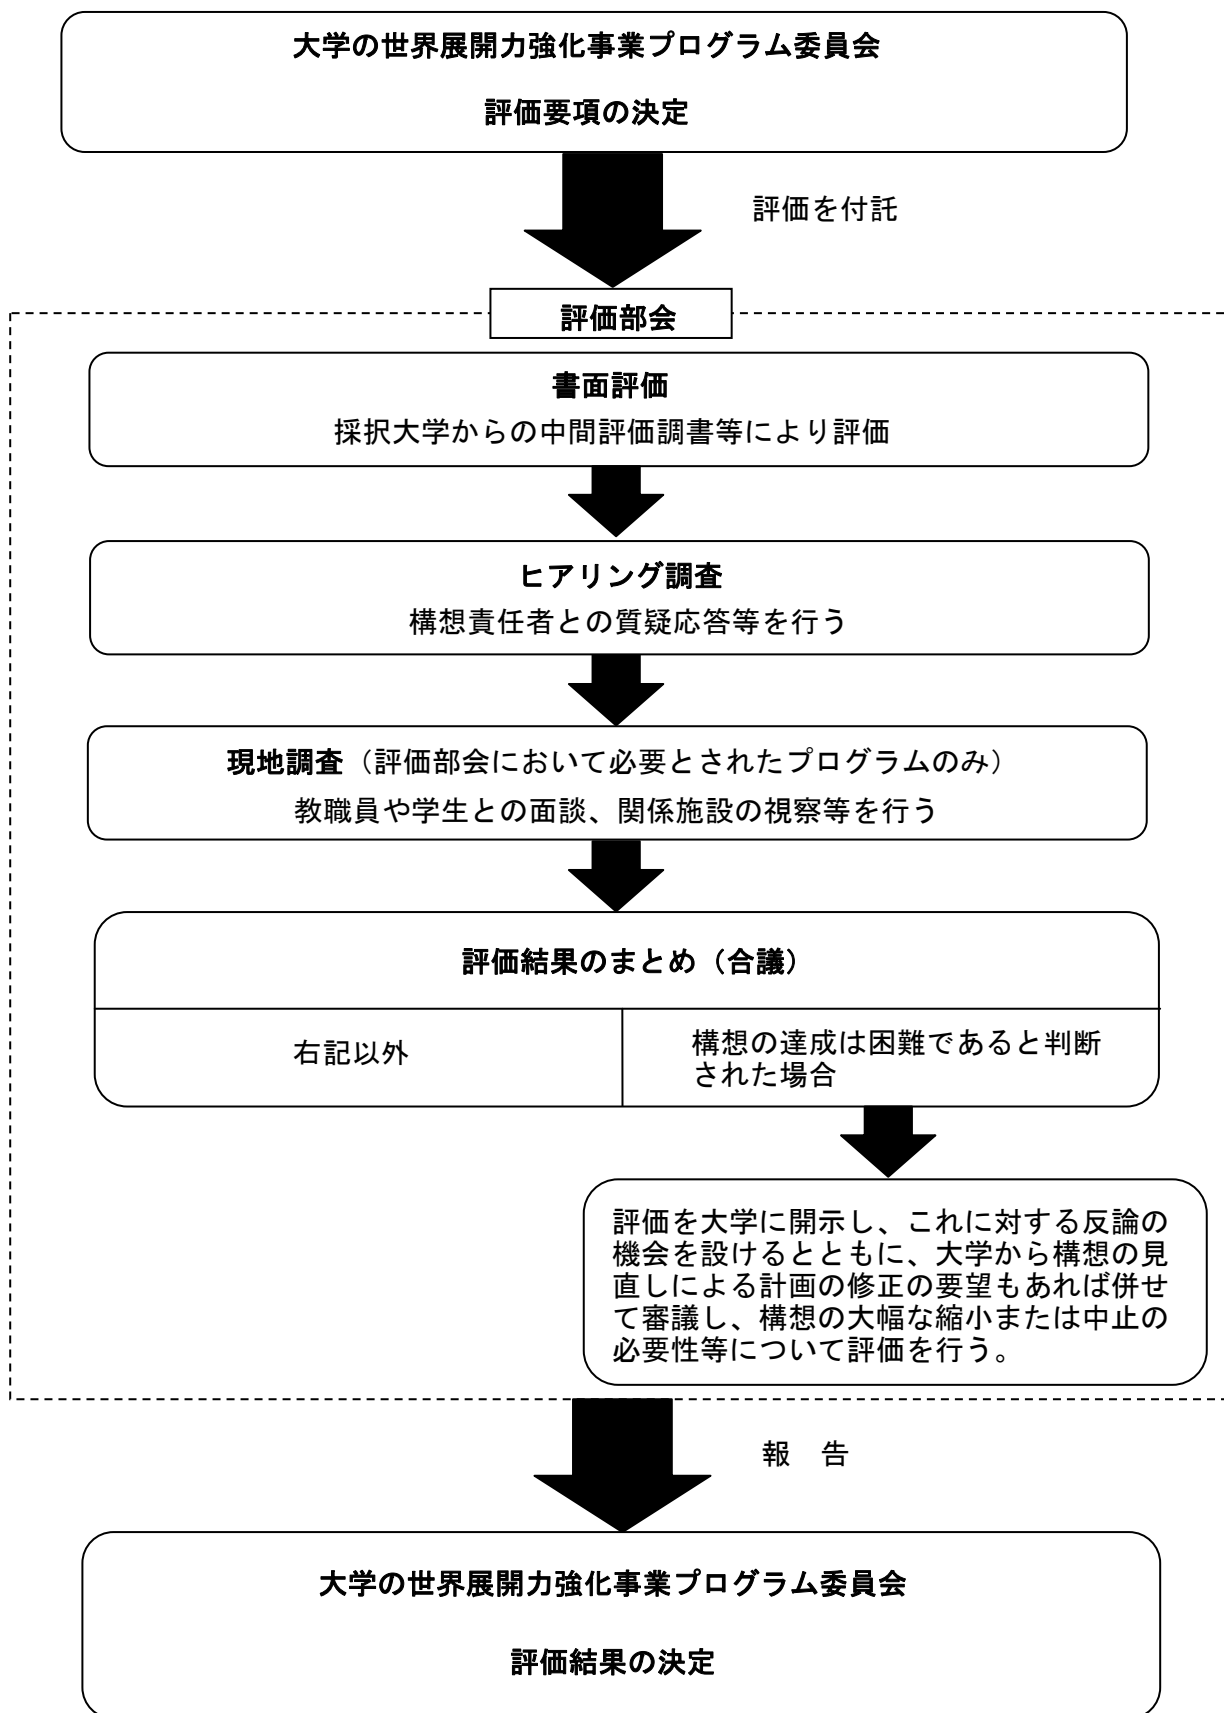 大学の世界展開力強化事業プログラム委員会
評価要項の決定
評価を付託
評価部会
書面評価
採択大学からの中間評価調書等により評価
ヒアリング調査
構想責任者との質疑応答等を行う
現地調査（評価部会において必要とされたプログラムのみ）
教職員や学生との面談、関係施設の視察等を行う
評価結果のまとめ（合議）
右記以外
構想の達成は困難であると判断
された場合
評価を大学に開示し、これに対する反論の
機会を設けるとともに、大学から構想の見
直しによる計画の修正の要望もあれば併せ
て審議し、構想の大幅な縮小または中止の
必要性等について評価を行う。
報　告
大学の世界展開力強化事業プログラム委員会
評価結果の決定